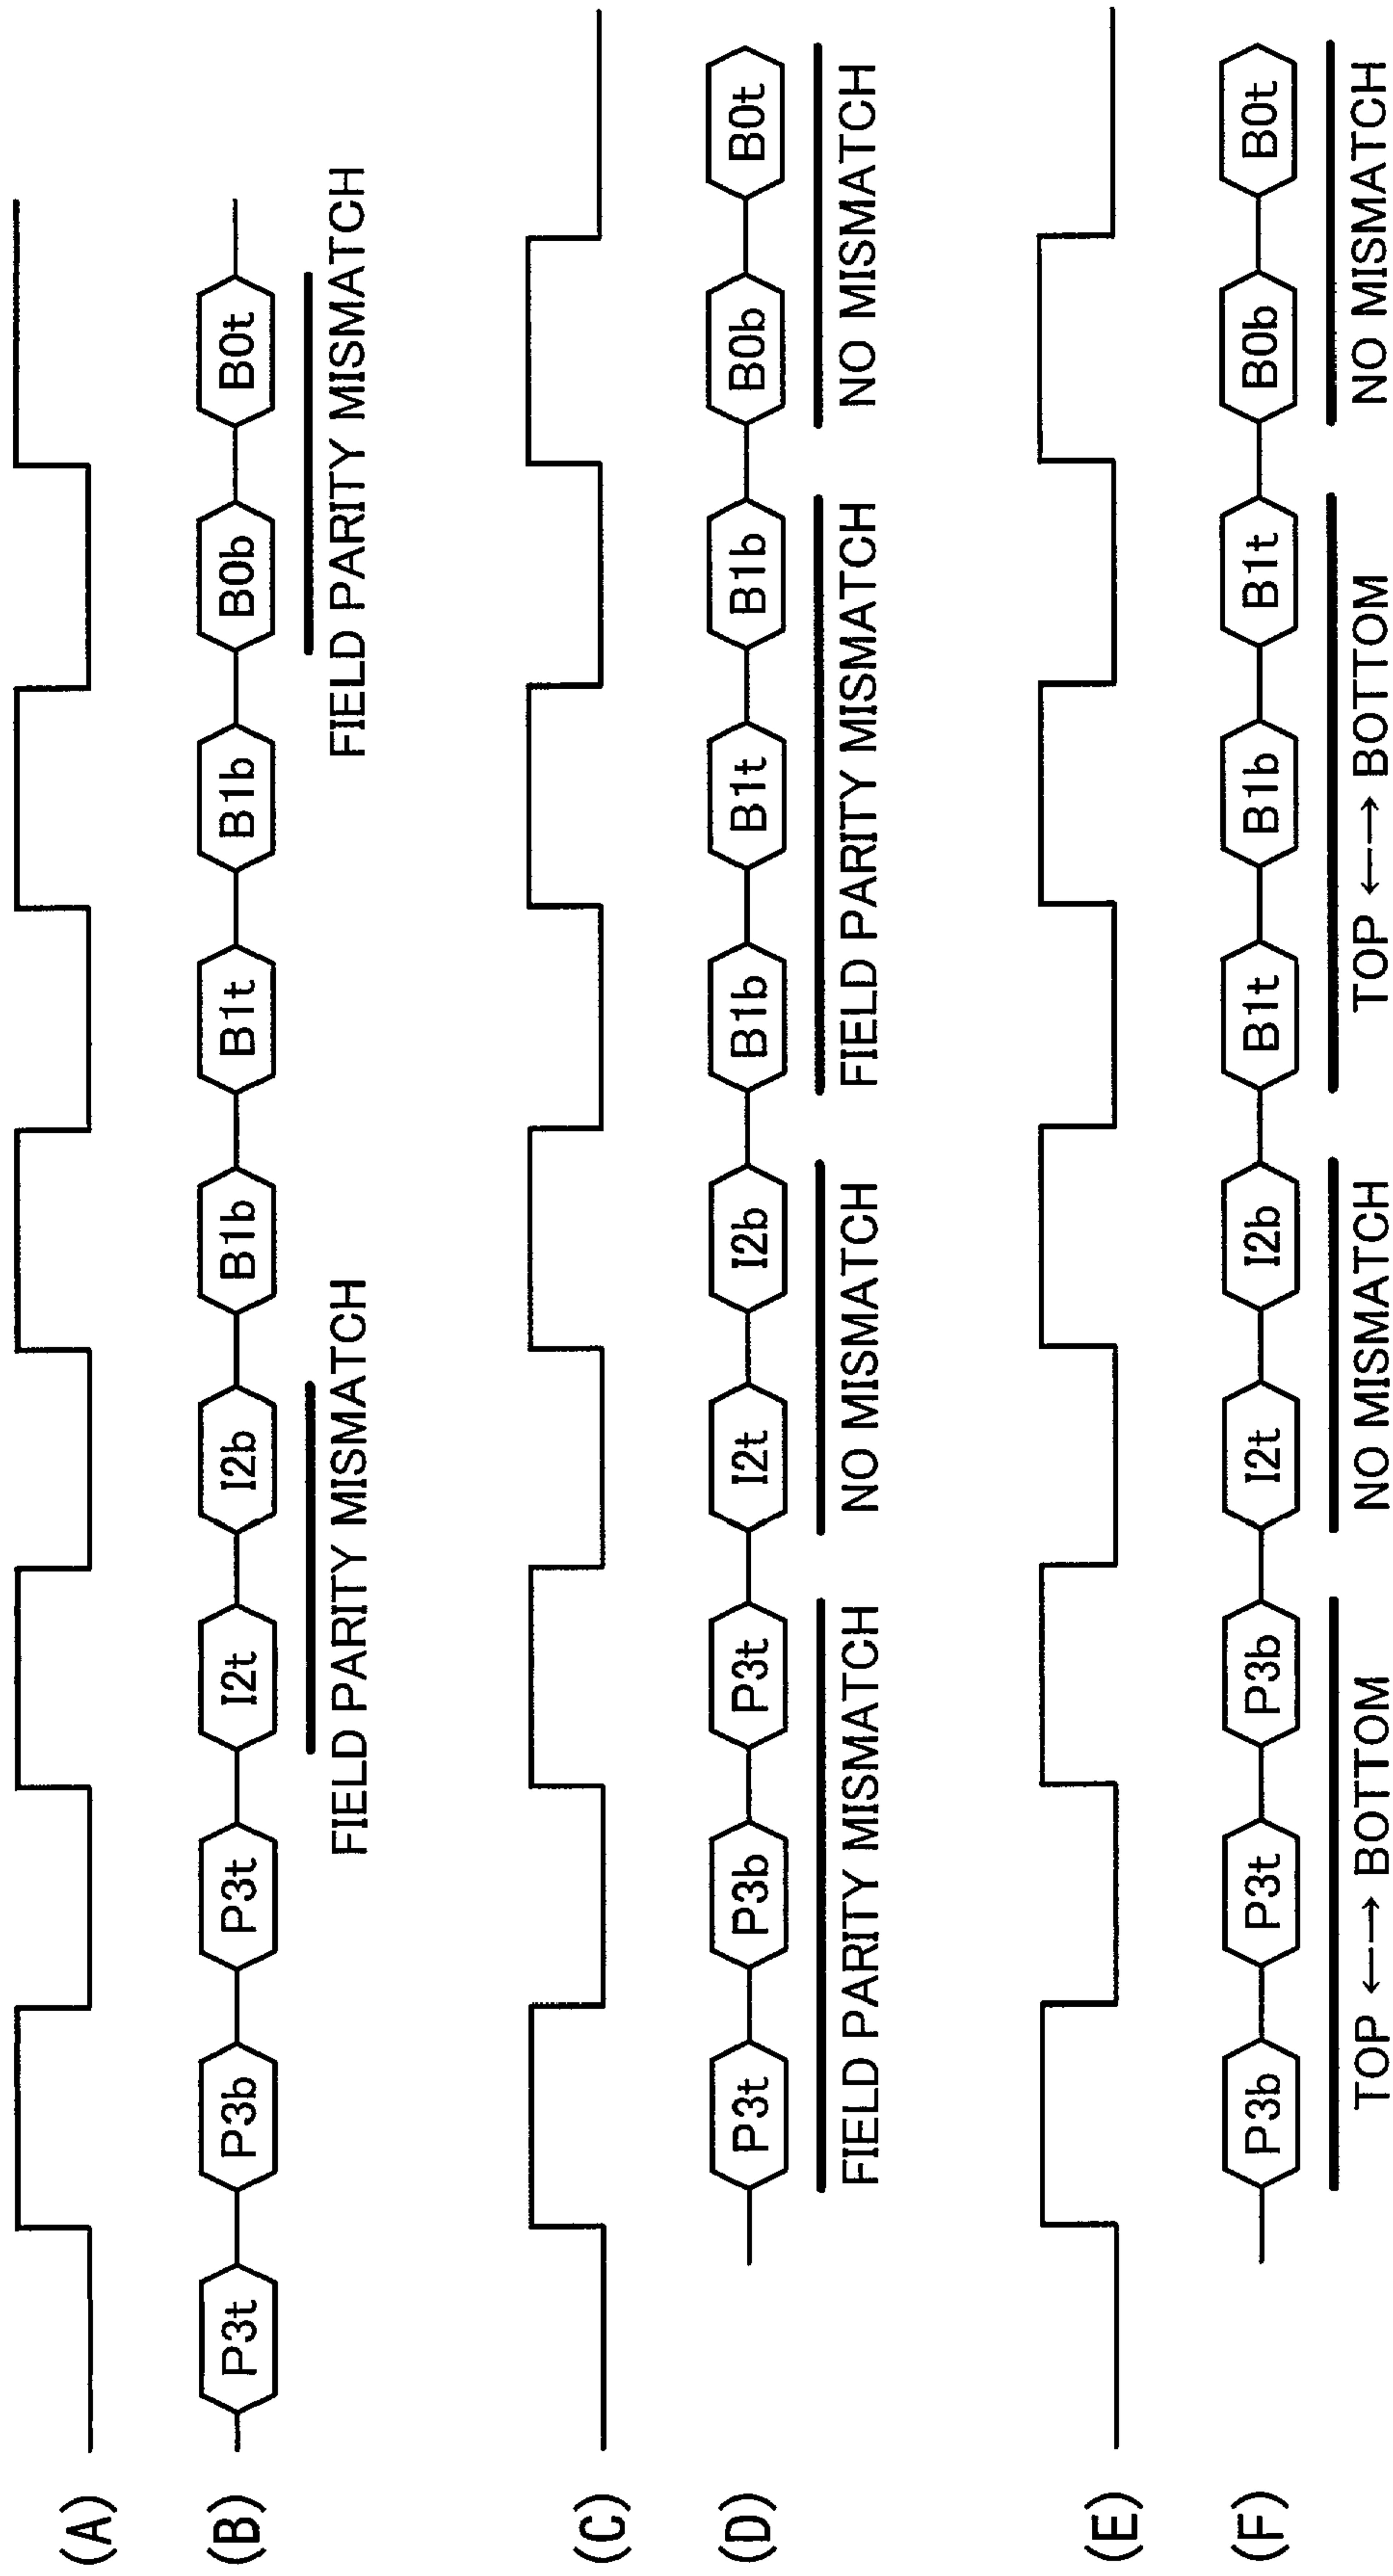 (A)
(B) P3t P3b P3t I2t I2b B1b B1t B1b B0b B0t
FIELD PARITY MISMATCH FIELD PARITY MISMATCH
(C)
(D) P3t P3b P3t I2t I2b B1b B1t B1b B0b B0t
FIELD PARITY MISMATCH NO MISMATCH FIELD PARITY MISMATCH NO MISMATCH
(E)
(F) P3b P3t P3b I2t I2b B1t B1b B1t B0b B0t
TOP ←→ BOTTOM NO MISMATCH TOP ←→ BOTTOM NO MISMATCH